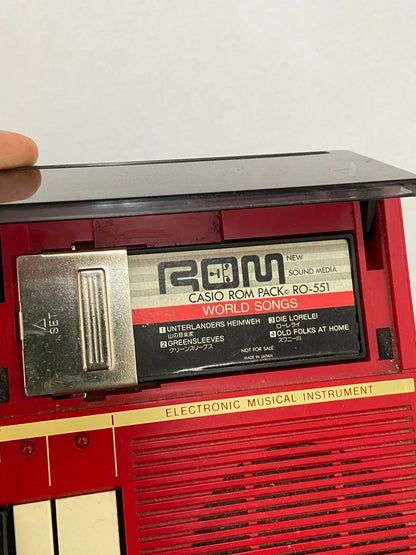 ROM
NEW
SOUND MEDIA
CASIO ROM PACK© RO-551
WORLD SONGS
1 UNTERLANDERS HEIMWEH
山の音楽家
2 GREENSLEEVES
グリーンスリーブス
3 DIE LORELEI
ローレライ
4 OLD FOLKS AT HOME
スワニー川
NOT FOR SALE
MADE IN JAPAN
△
SET
ELECTRONIC MUSICAL INSTRUMENT